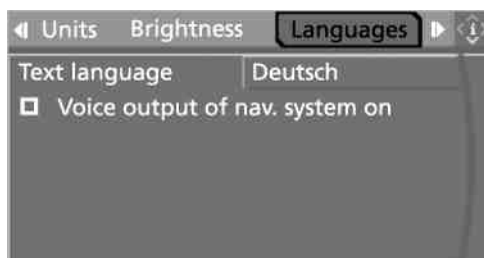 Units Brightness Languages i
Text language Deutsch
Voice output of nav. system on